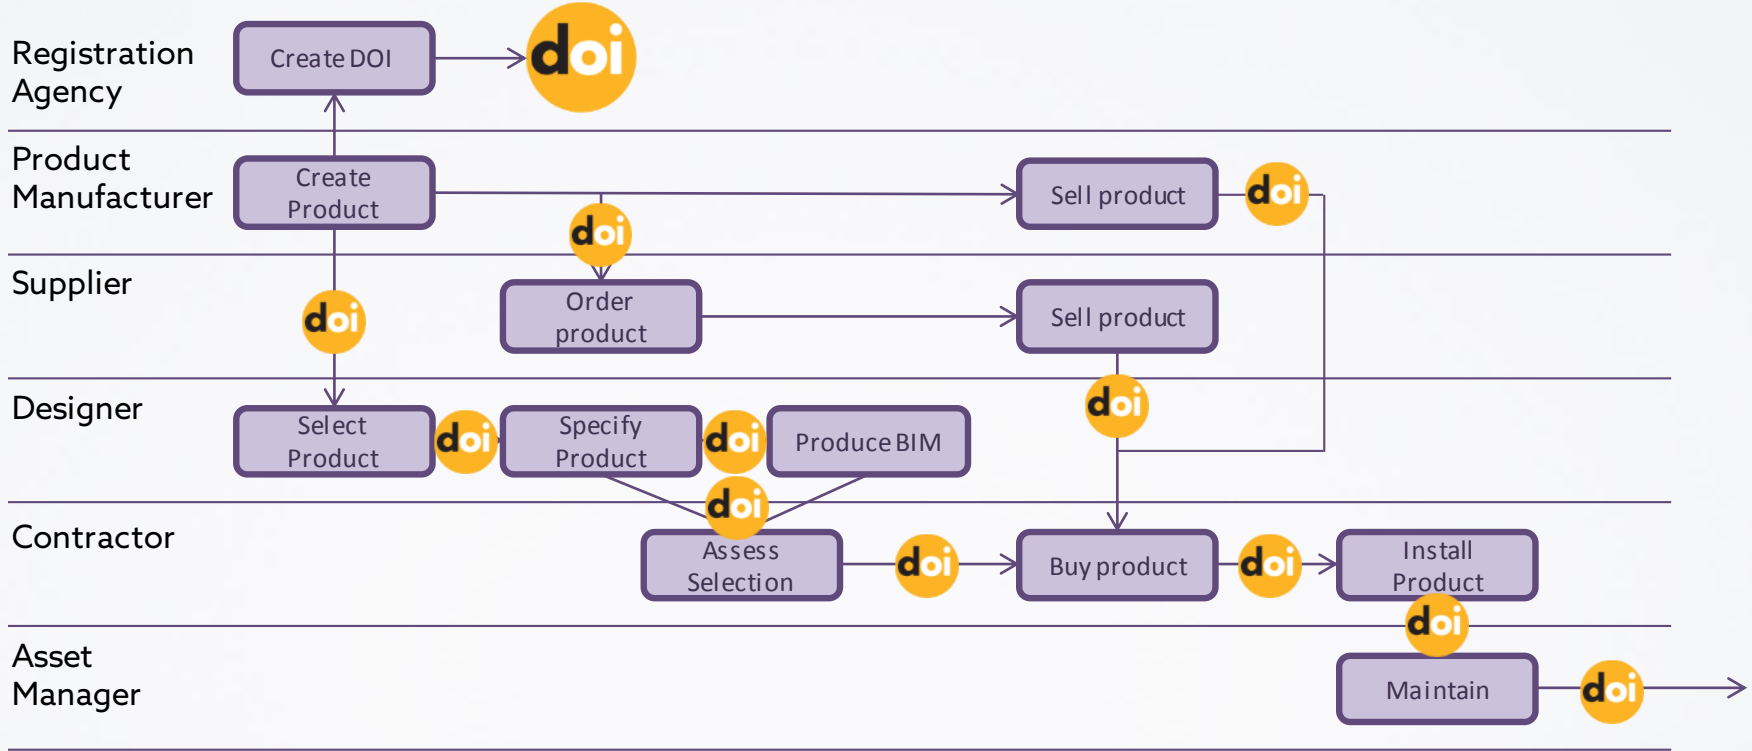 Registration
Agency
Create DOI
doi
Product
Manufacturer
Create
Product
Sell product
doi
doi
Supplier
Order
product
Sell product
doi
doi
Designer
Select
Product
doi
Specify
Product
doi
Produce BIM
doi
Contractor
Assess
Selection
doi
Buy product
doi
Install
Product
doi
Asset
Manager
Maintain
doi